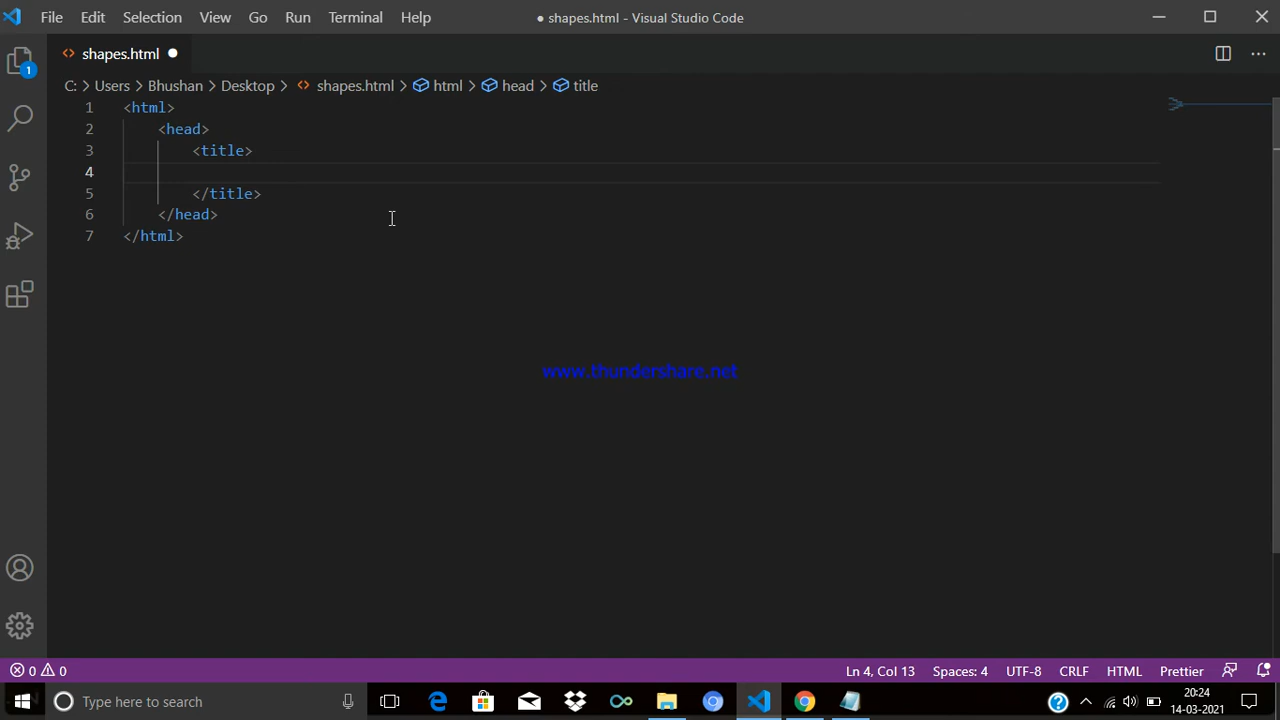 File Edit Selection View Go Run Terminal Help ● shapes.html - Visual Studio Code
shapes.html ●
C: > Users > Bhushan > Desktop > shapes.html > html > head > title
1 <html>
2 <head>
3 <title>
4
5 </title>
6 </head>
7 </html>
www.thundershare.net
1
0 0 Ln 4, Col 13 Spaces: 4 UTF-8 CRLF HTML Prettier
Type here to search
20:24
14-03-2021